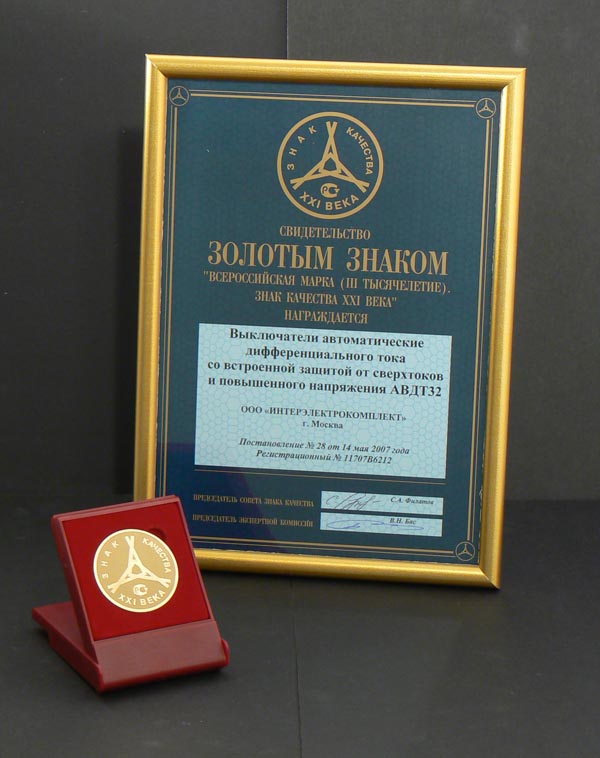 ЗНАК КАЧЕСТВА
XXI ВЕКА
СВИДЕТЕЛЬСТВО
ЗОЛОТЫМ ЗНАКОМ
"ВСЕРОССИЙСКАЯ МАРКА (III ТЫСЯЧЕЛЕТИЕ).
ЗНАК КАЧЕСТВА XXI ВЕКА"
НАГРАЖДАЕТСЯ
Выключатели автоматические
дифференциального тока
со встроенной защитой от сверхтоков
и повышенного напряжения АВДТ32
ООО «ИНТЕРЭЛЕКТРОКОМПЛЕКТ»
г. Москва
Постановление № 28 от 14 мая 2007 года
Регистрационный № 11707В6212
ПРЕДСЕДАТЕЛЬ СОВЕТА ЗНАКА КАЧЕСТВА С.А. Филатов
ПРЕДСЕДАТЕЛЬ ЭКСПЕРТНОЙ КОМИССИИ В.Н. Бас
ЗНАК КАЧЕСТВА
XXI ВЕКА